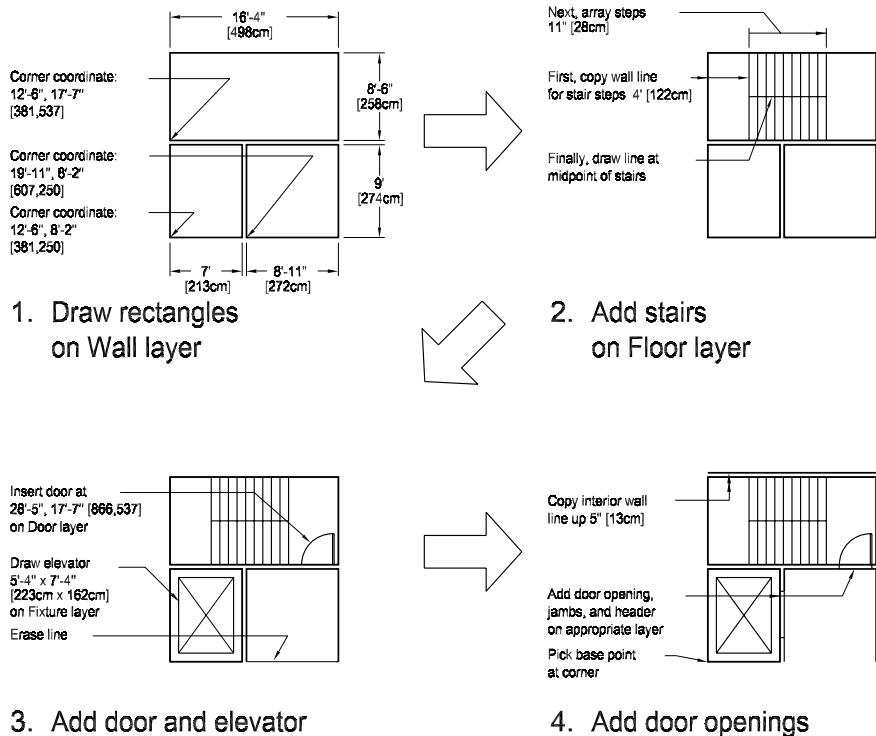 16'-4"
[498cm]
Corner coordinate:
12'-6", 17'-7"
[381,537]
8'-6"
[258cm]
Corner coordinate:
19'-11", 8'-2"
[607,250]
Corner coordinate:
12'-6", 8'-2"
[381,250]
9'
[274cm]
7'
[213cm]
8'-11"
[272cm]
1. Draw rectangles
on Wall layer
Next, array steps
11" [28cm]
First, copy wall line
for stair steps 4' [122cm]
Finally, draw line at
midpoint of stairs
2. Add stairs
on Floor layer
Insert door at
28'-5", 17'-7" [866,537]
on Door layer
Draw elevator
5'-4" x 7'-4"
[223cm x 162cm]
on Fixture layer
Erase line
3. Add door and elevator
Copy interior wall
line up 5" [13cm]
Add door opening,
jambs, and header
on appropriate layer
Pick base point
at corner
4. Add door openings